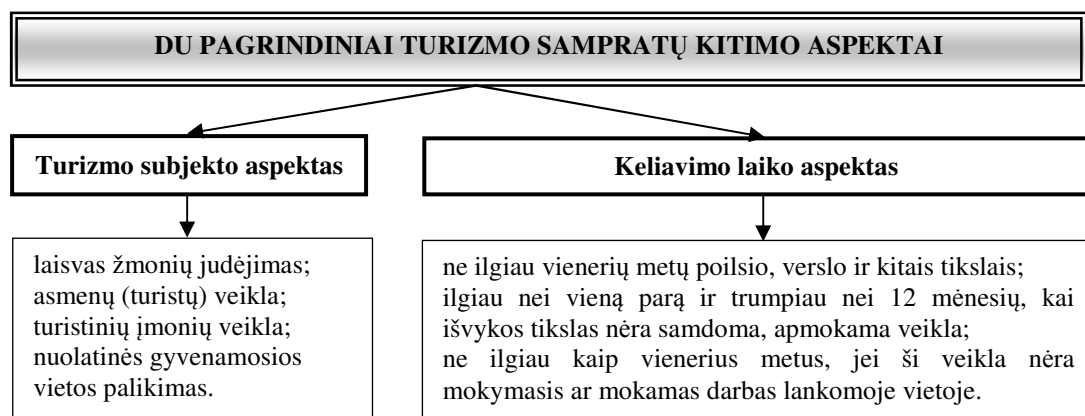 DU PAGRINDINIAI TURIZMO SAMPRATŲ KITIMO ASPEKTAI
Turizmo subjekto aspektas
laisvas žmonių judėjimas;
asmenų (turistų) veikla;
turistinių įmonių veikla;
nuolatinės gyvenamosios
vietos palikimas.
Keliavimo laiko aspektas
ne ilgiau vienerių metų poilsio, verslo ir kitais tikslais;
ilgiau nei vieną parą ir trumpiau nei 12 mėnesių, kai
išvykos tikslas nėra samdoma, apmokama veikla;
ne ilgiau kaip vienerius metus, jei ši veikla nėra
mokymasis ar mokamas darbas lankomoje vietoje.